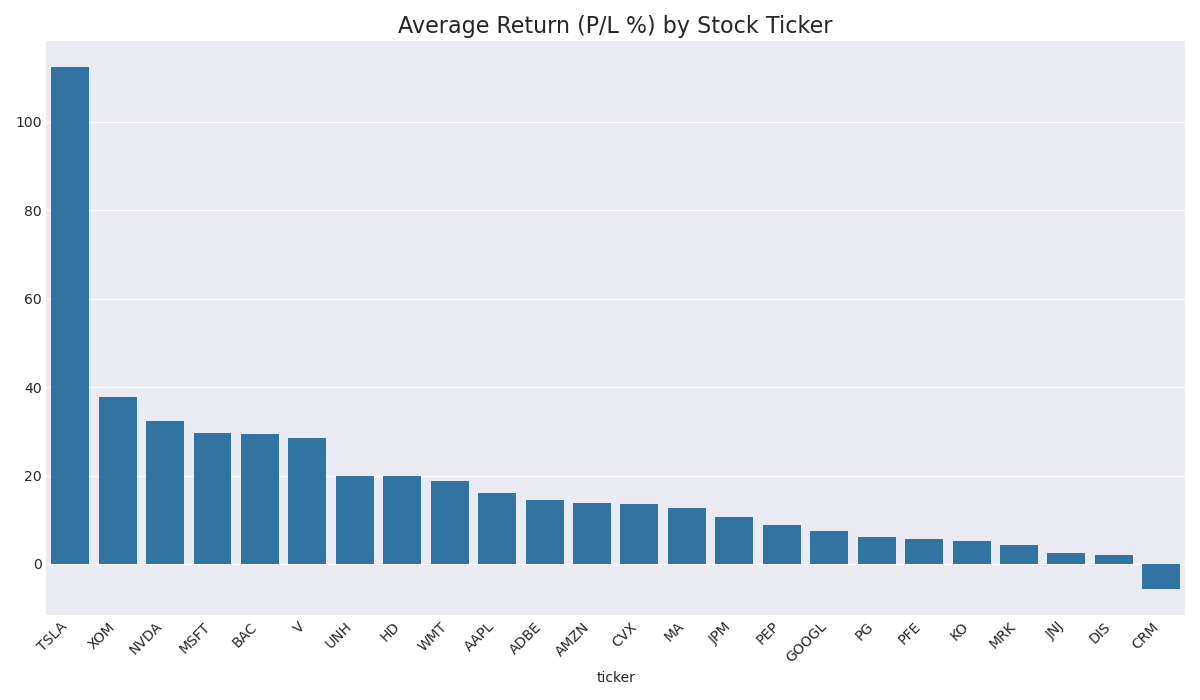 Average Return (P/L %) by Stock Ticker
100
80
60
40
20
0
TSLA
XOM
NVDA
MSFT
BAC
V
UNH
HD
WMT
AAPL
ADBE
AMZN
CVX
MA
JPM
PEP
GOOGL
PG
PFE
KO
MRK
JNJ
DIS
CRM
ticker